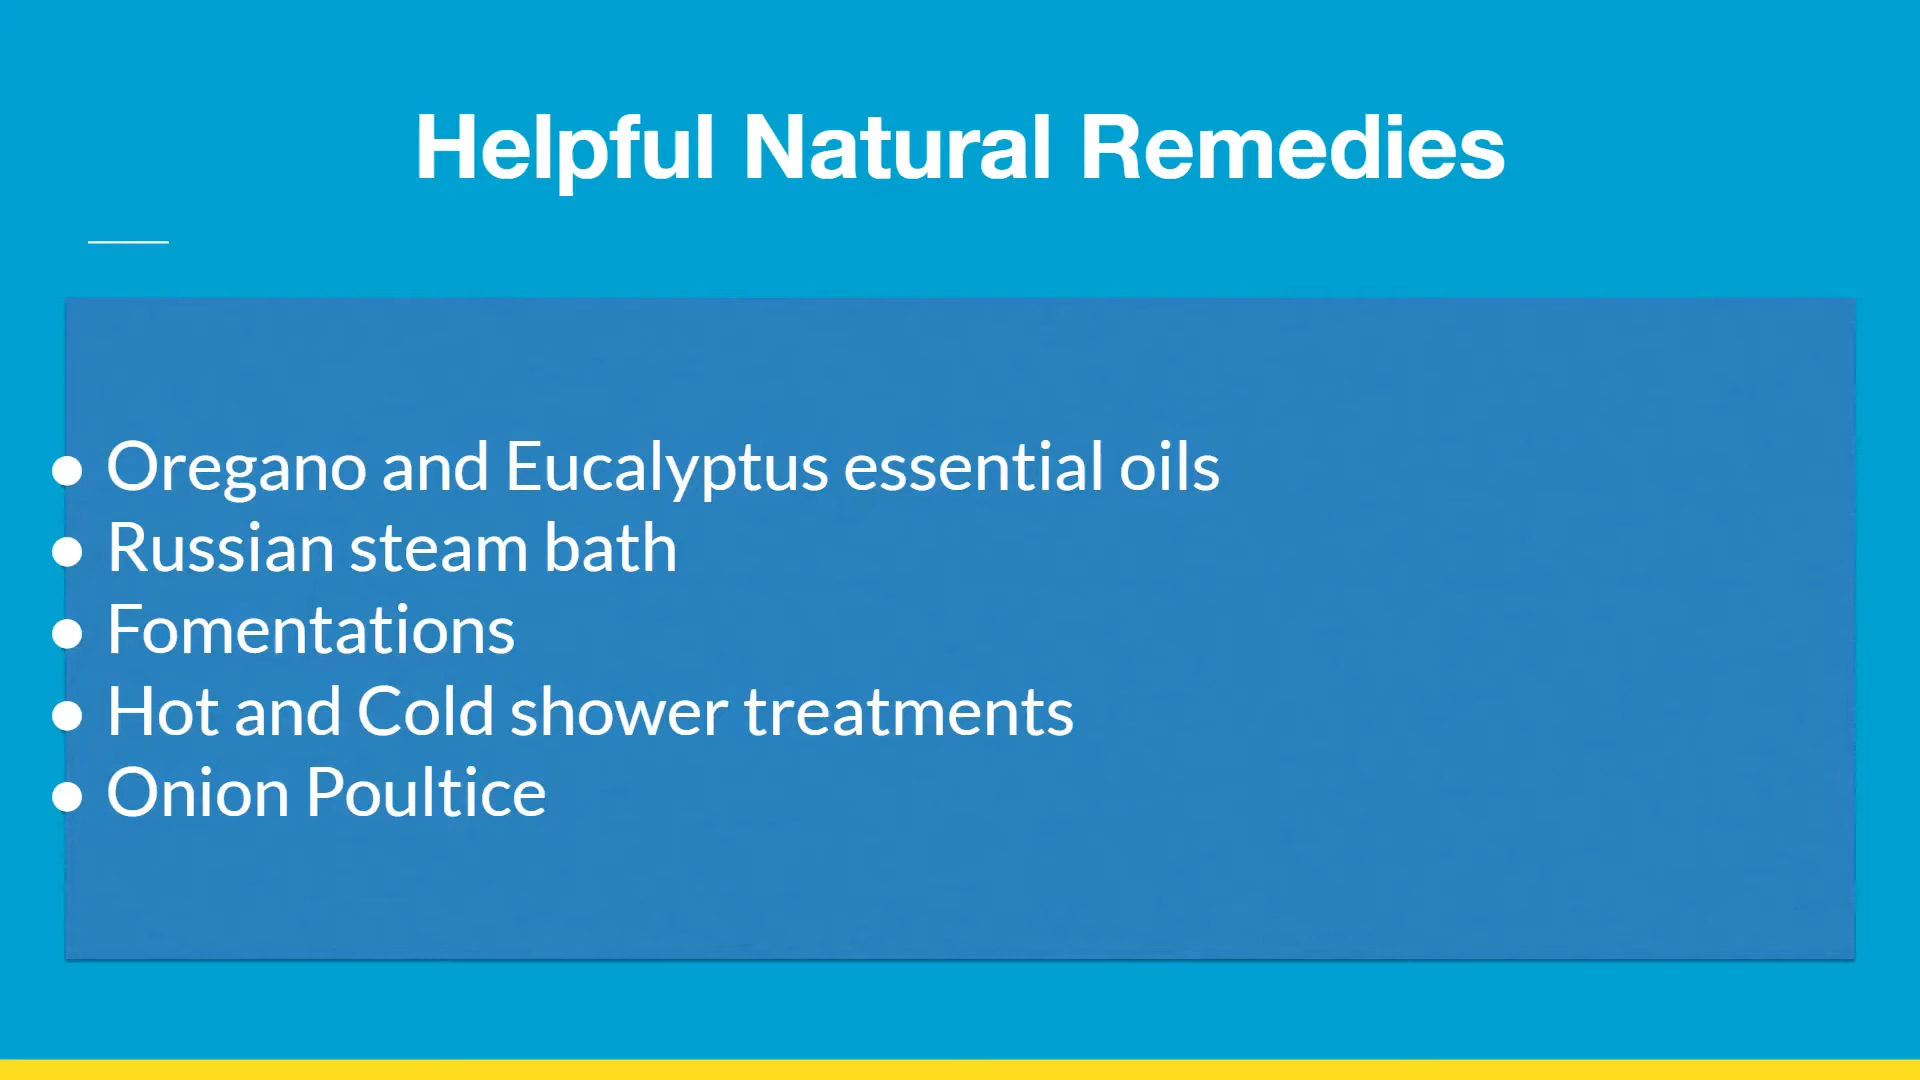 Helpful Natural Remedies
● Oregano and Eucalyptus essential oils
● Russian steam bath
● Fomentations
● Hot and Cold shower treatments
● Onion Poultice